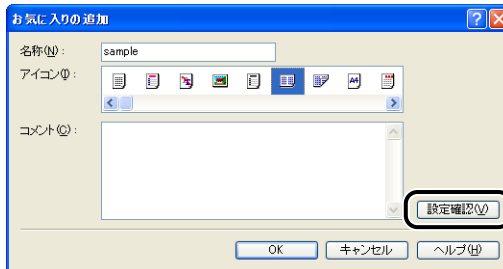 お気に入りの追加
名称(N):
sample
アイコン(I):
A4
コメント(C):
設定確認(V)
OK
キャンセル
ヘルプ(H)